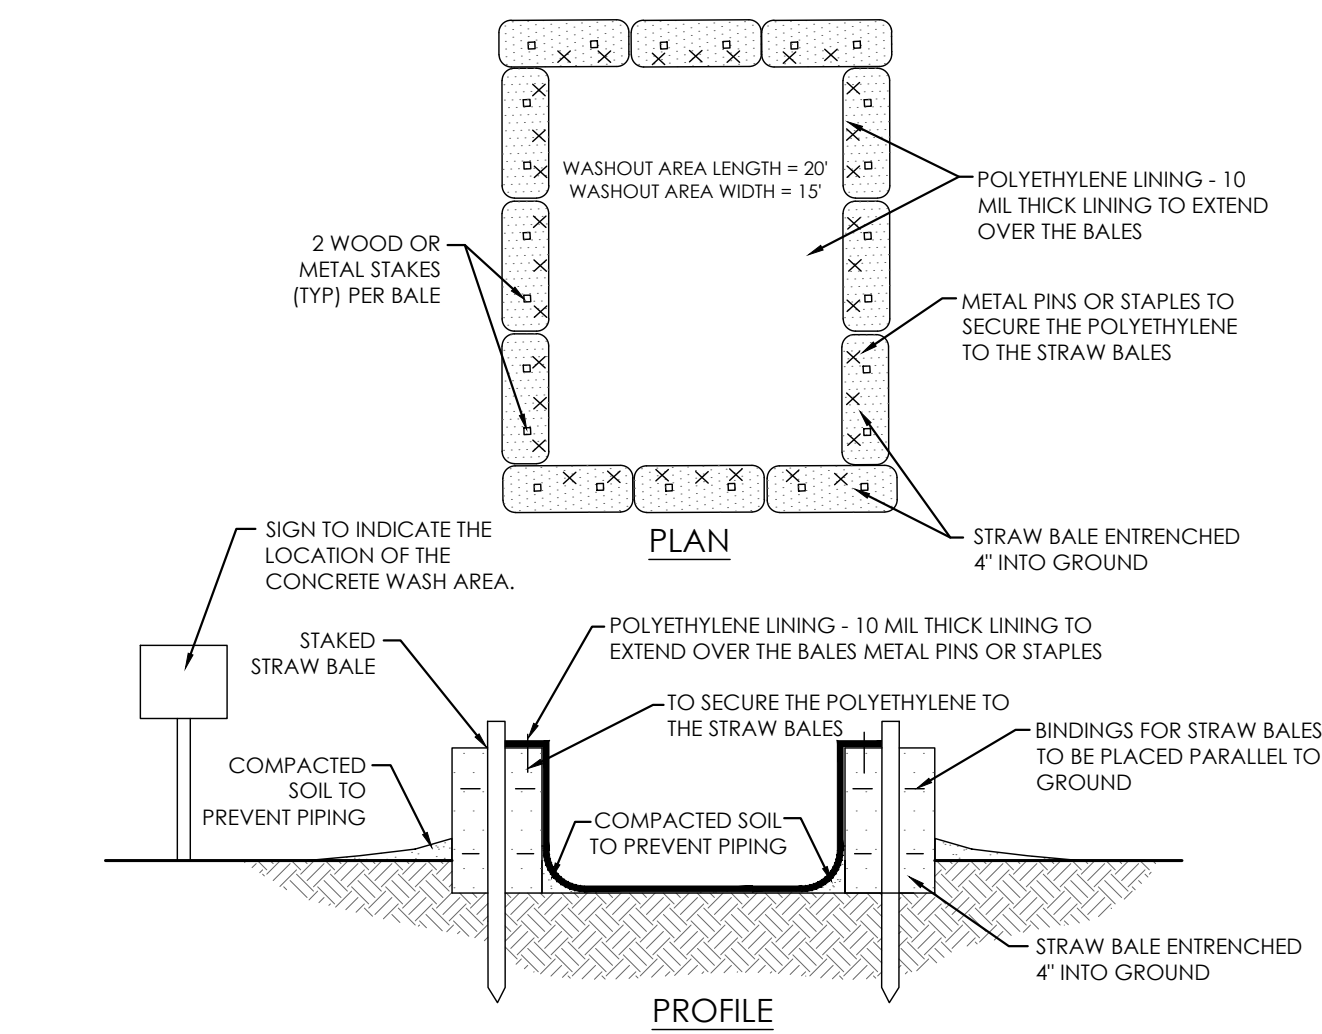 WASHOUT AREA LENGTH = 20'
WASHOUT AREA WIDTH = 15'
POLYETHYLENE LINING - 10
MIL THICK LINING TO EXTEND
OVER THE BALES
2 WOOD OR
METAL STAKES
(TYP) PER BALE
METAL PINS OR STAPLES TO
SECURE THE POLYETHYLENE
TO THE STRAW BALES
STRAW BALE ENTRENCHED
4" INTO GROUND
PLAN
SIGN TO INDICATE THE
LOCATION OF THE
CONCRETE WASH AREA.
STAKED
STRAW BALE
POLYETHYLENE LINING - 10 MIL THICK LINING TO
EXTEND OVER THE BALES METAL PINS OR STAPLES
TO SECURE THE POLYETHYLENE TO
THE STRAW BALES
BINDINGS FOR STRAW BALES
TO BE PLACED PARALLEL TO
GROUND
COMPACTED
SOIL TO
PREVENT PIPING
COMPACTED SOIL
TO PREVENT PIPING
STRAW BALE ENTRENCHED
4" INTO GROUND
PROFILE